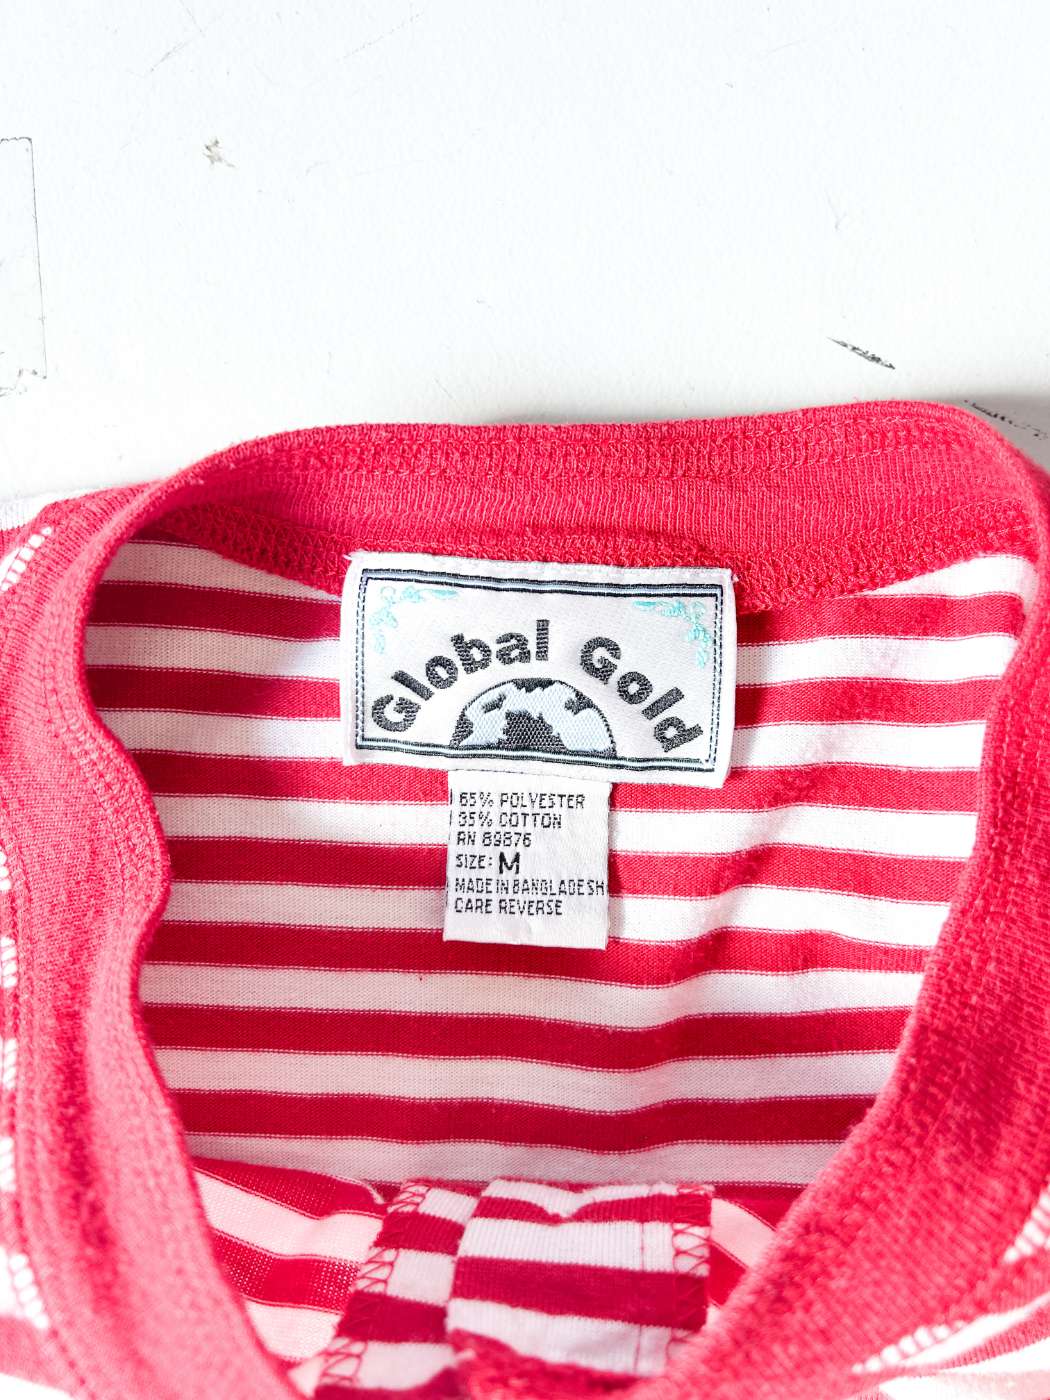 Global Gold
65% POLYESTER
35% COTTON
RN 89876
SIZE: M
MADE IN BANGLADESH
CARE REVERSE